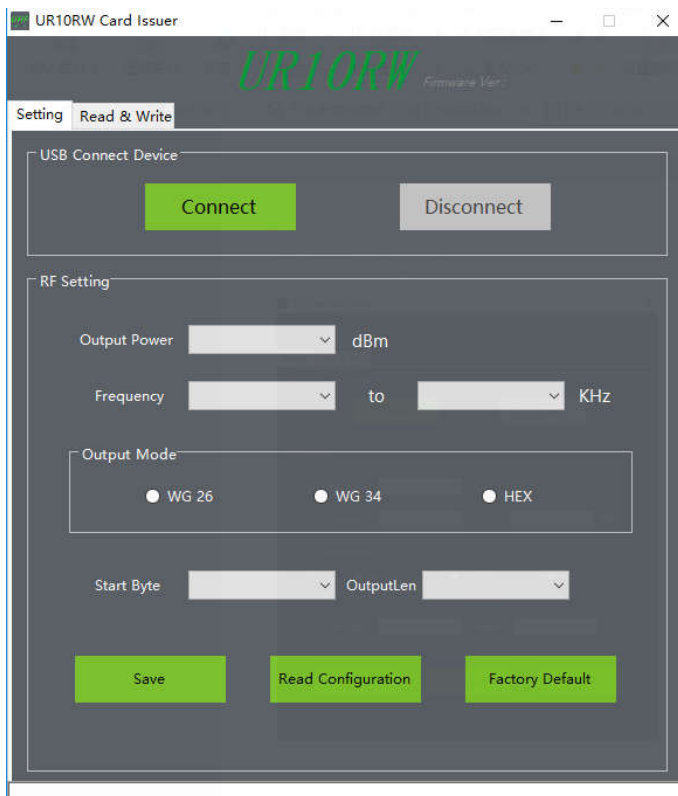 UR10RW Card Issuer
UR10RW Firmware Ver:
Setting Read & Write
USB Connect Device
Connect Disconnect
RF Setting
Output Power dBm
Frequency to KHz
Output Mode
WG 26 WG 34 HEX
Start Byte OutputLen
Save Read Configuration Factory Default